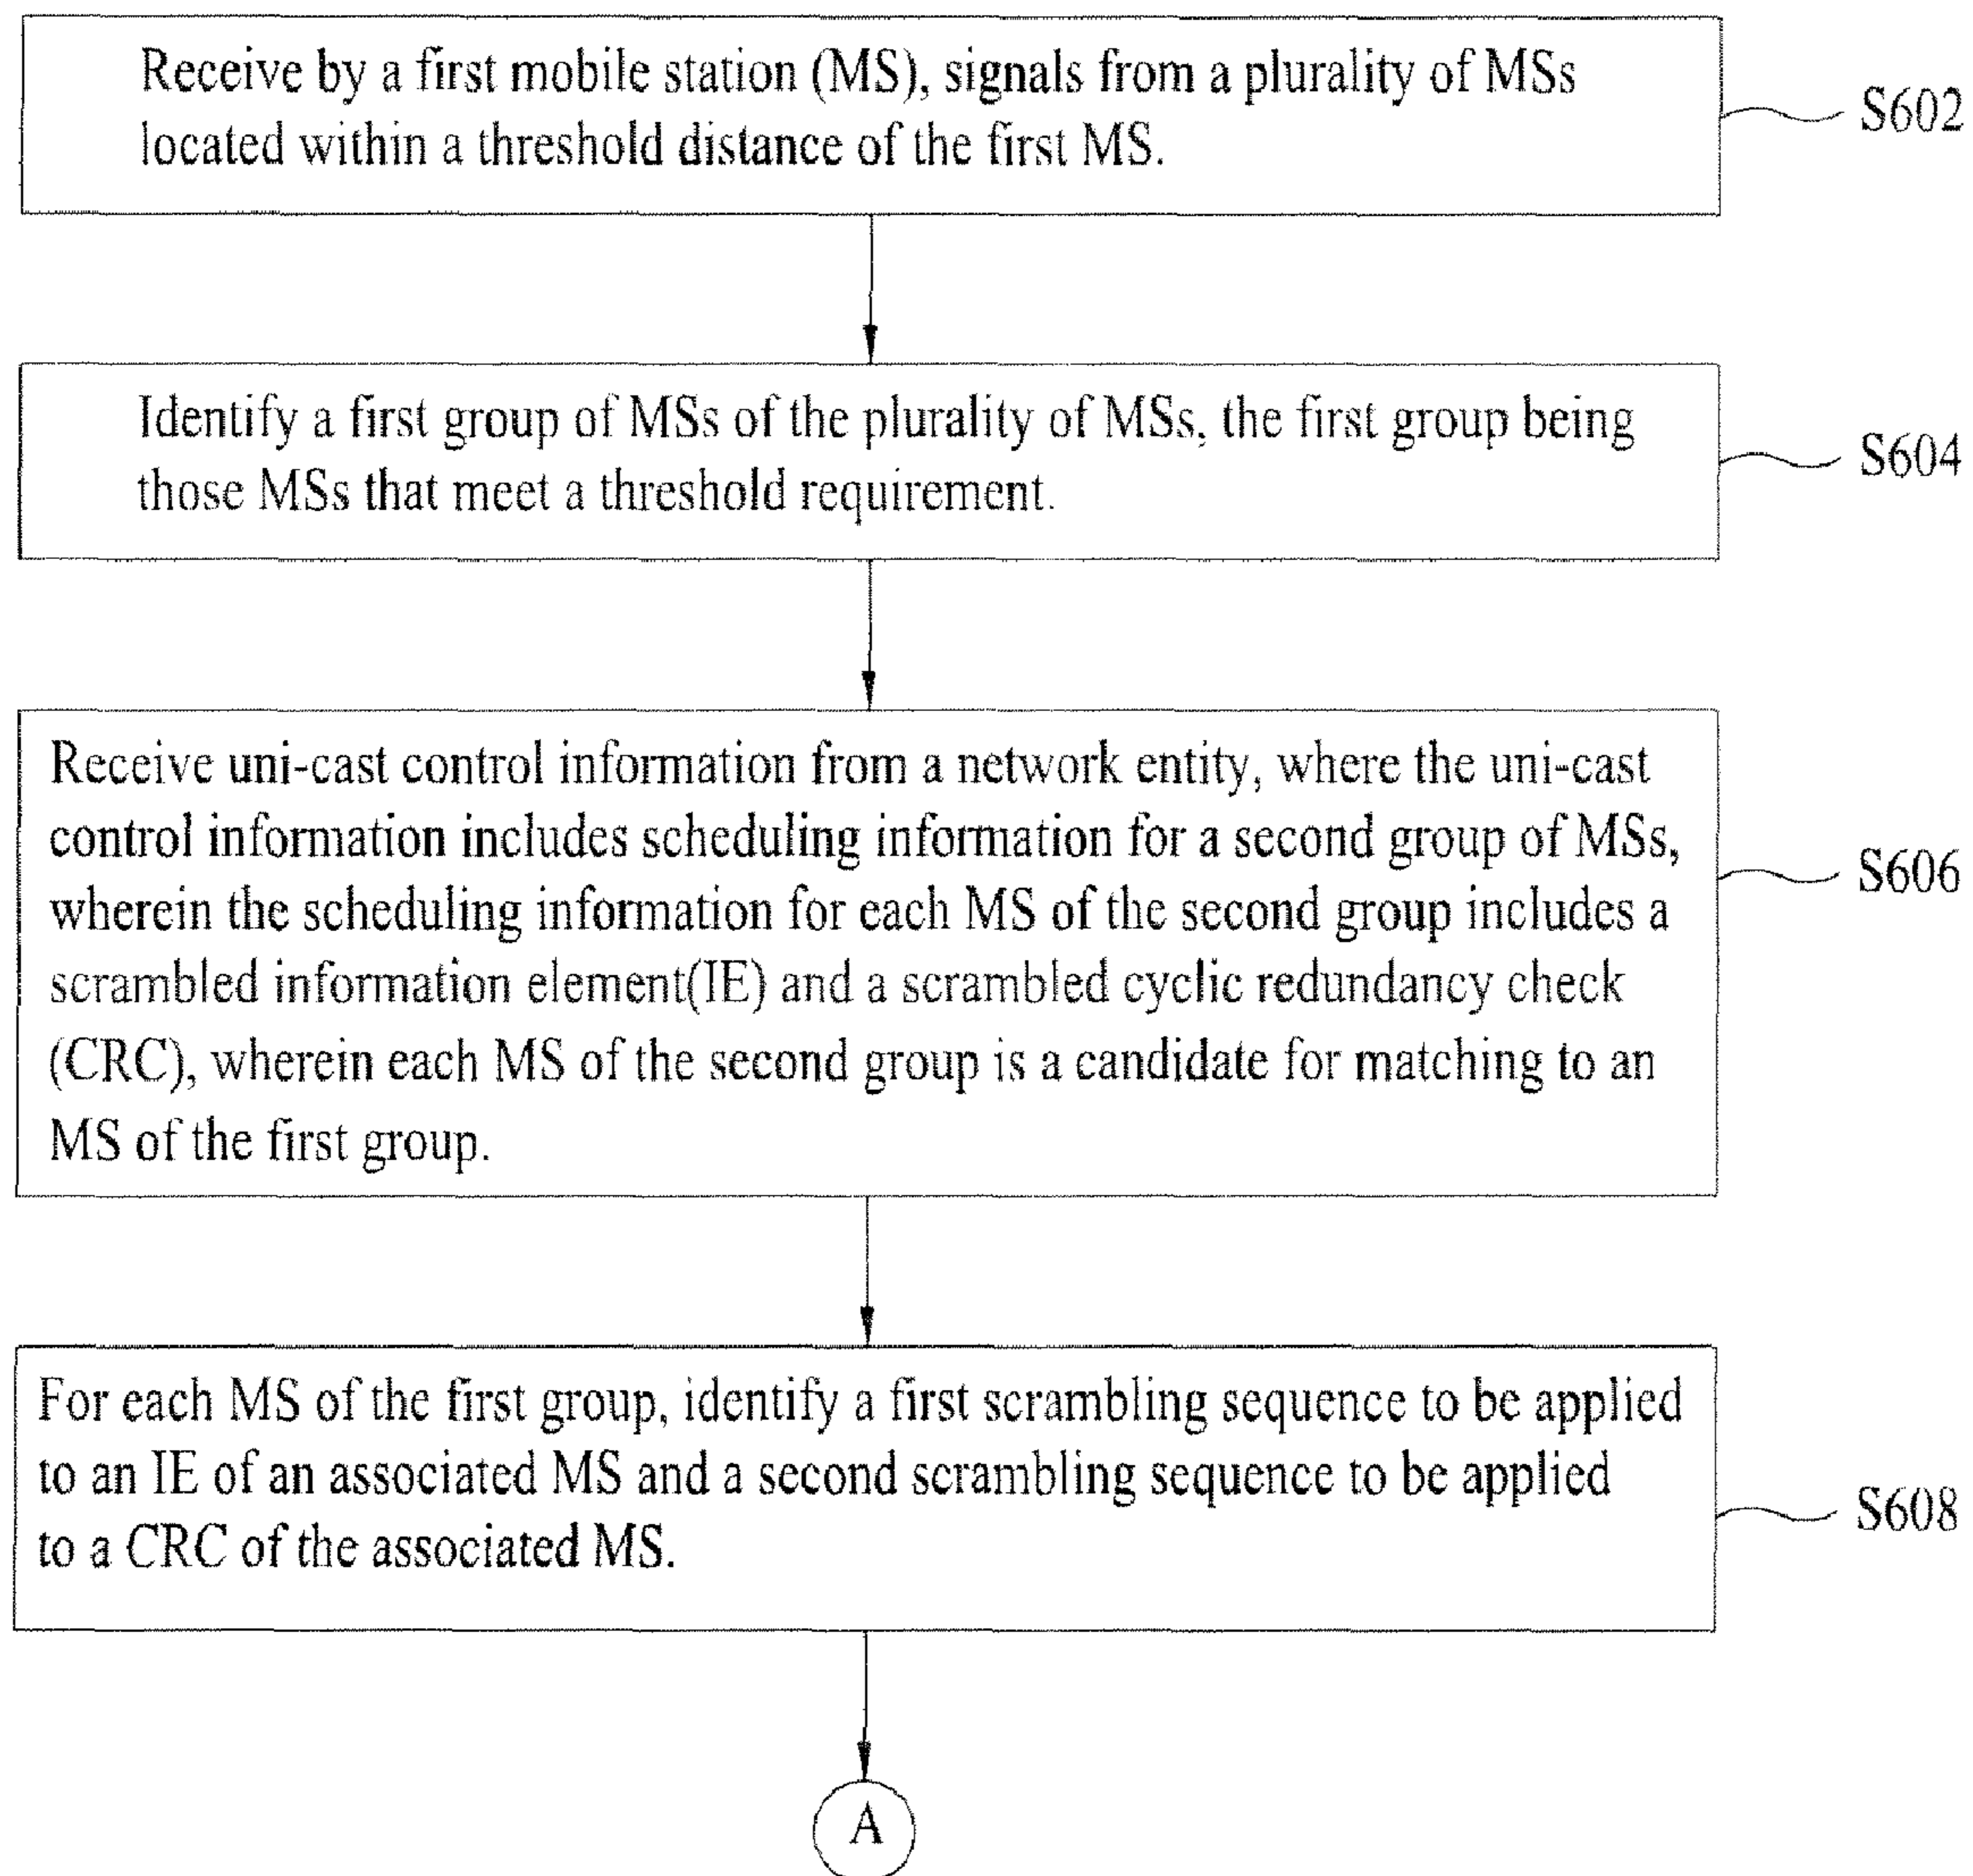 Receive by a first mobile station (MS), signals from a plurality of MSs
located within a threshold distance of the first MS.
S602
Identify a first group of MSs of the plurality of MSs, the first group being
those MSs that meet a threshold requirement.
S604
Receive uni-cast control information from a network entity, where the uni-cast
control information includes scheduling information for a second group of MSs,
wherein the scheduling information for each MS of the second group includes a
scrambled information element(IE) and a scrambled cyclic redundancy check
(CRC), wherein each MS of the second group is a candidate for matching to an
MS of the first group.
S606
For each MS of the first group, identify a first scrambling sequence to be applied
to an IE of an associated MS and a second scrambling sequence to be applied
to a CRC of the associated MS.
S608
A